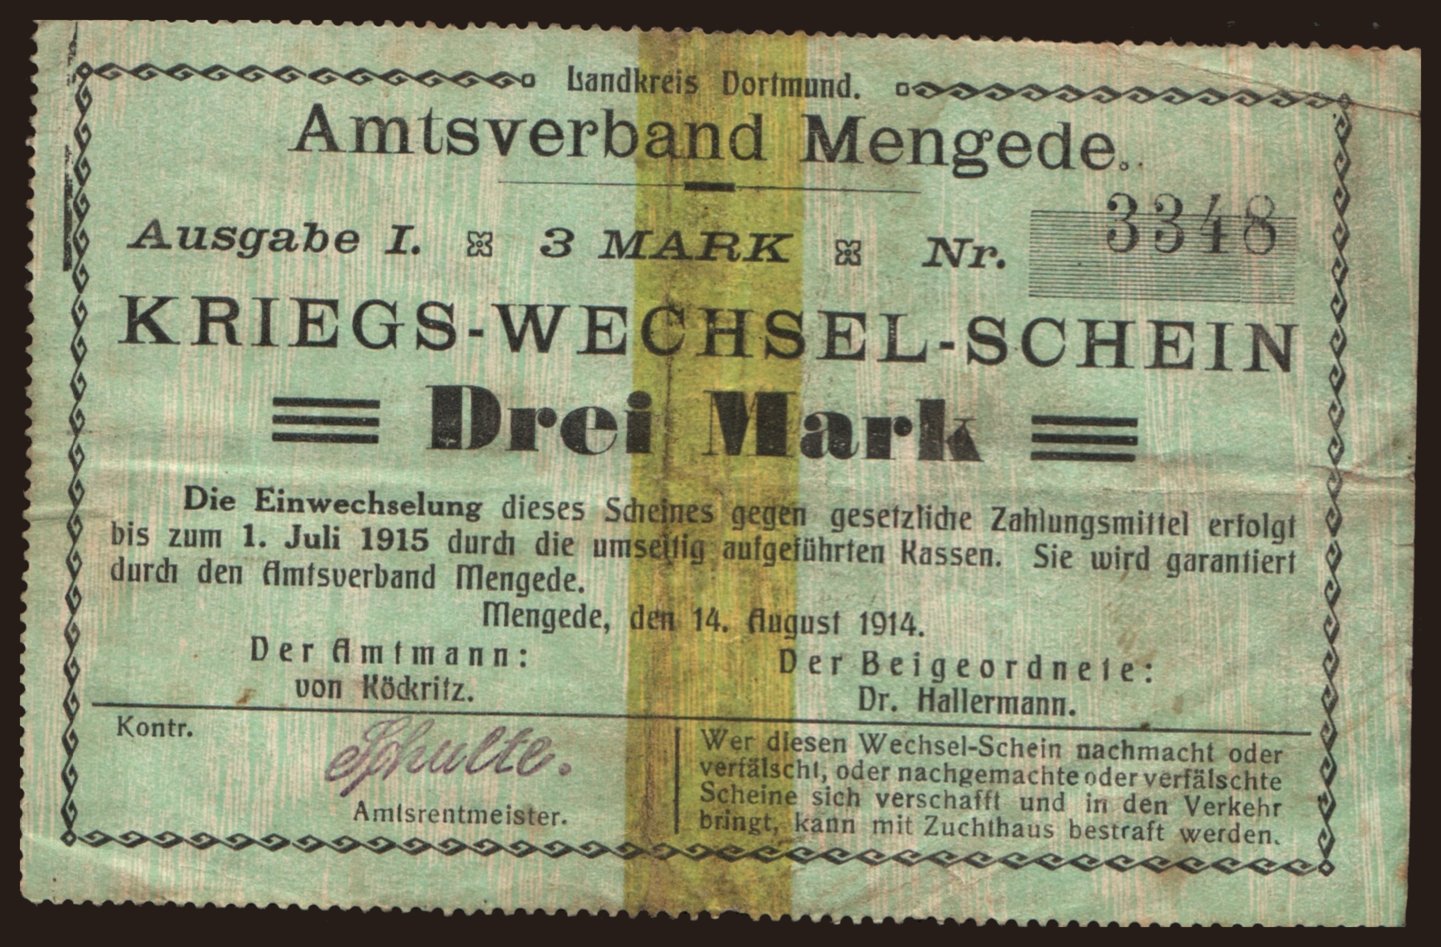 Landkreis Dortmund.
Amtsverband Mengede.
Ausgabe I. 3 MARK Nr. 3348
KRIEGS-WECHSEL-SCHEIN
Drei Mark
Die Einwechselung dieses Scheines gegen gesetzliche Zahlungsmittel erfolgt
bis zum 1. Juli 1915 durch die umseitig aufgeführten Kassen. Sie wird garantiert
durch den Amtsverband Mengede.
Mengede, den 14. August 1914.
Der Amtmann:
von Köckritz.
Der Beigeordnete:
Dr. Hallermann.
Kontr.
Schulte.
Amtsrentmeister.
Wer diesen Wechsel-Schein nachmacht oder
verfälscht, oder nachgemachte oder verfälschte
Scheine sich verschafft und in den Verkehr
bringt, kann mit Zuchthaus bestraft werden.